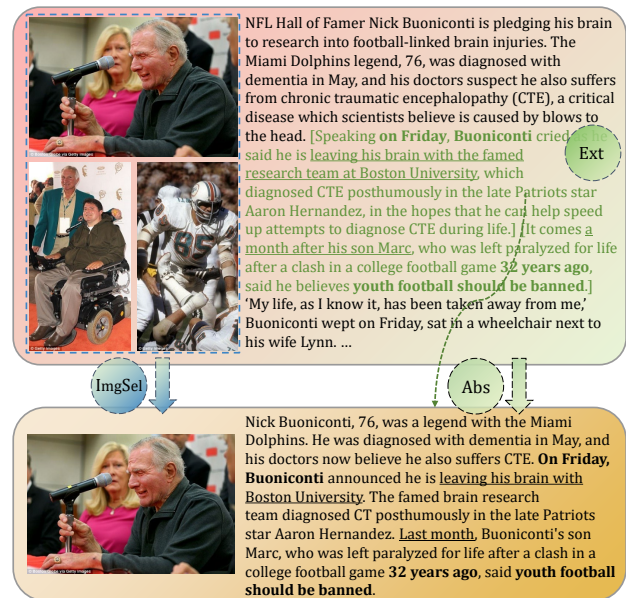 NFL Hall of Famer Nick Buoniconti is pledging his brain
to research into football-linked brain injuries. The
Miami Dolphins legend, 76, was diagnosed with
dementia in May, and his doctors suspect he also suffers
from chronic traumatic encephalopathy (CTE), a critical
disease which scientists believe is caused by blows to
the head. [Speaking on Friday, Buoniconti cried as he
said he is leaving his brain with the famed
research team at Boston University, which
diagnosed CTE posthumously in the late Patriots star
Aaron Hernandez, in the hopes that he can help speed
up attempts to diagnose CTE during life.] [It comes a
month after his son Marc, who was left paralyzed for life
after a clash in a college football game 32 years ago,
said he believes youth football should be banned.]
‘My life, as I know it, has been taken away from me,’
Buoniconti wept on Friday, sat in a wheelchair next to
his wife Lynn. ...
Ext
85
© Getty Images
© Getty Images
ImgSel
Abs
Nick Buoniconti, 76, was a legend with the Miami
Dolphins. He was diagnosed with dementia in May, and
his doctors now believe he also suffers CTE. On Friday,
Buoniconti announced he is leaving his brain with
Boston University. The famed brain research
team diagnosed CT posthumously in the late Patriots
star Aaron Hernandez. Last month, Buoniconti's son
Marc, who was left paralyzed for life after a clash in a
college football game 32 years ago, said youth football
should be banned.